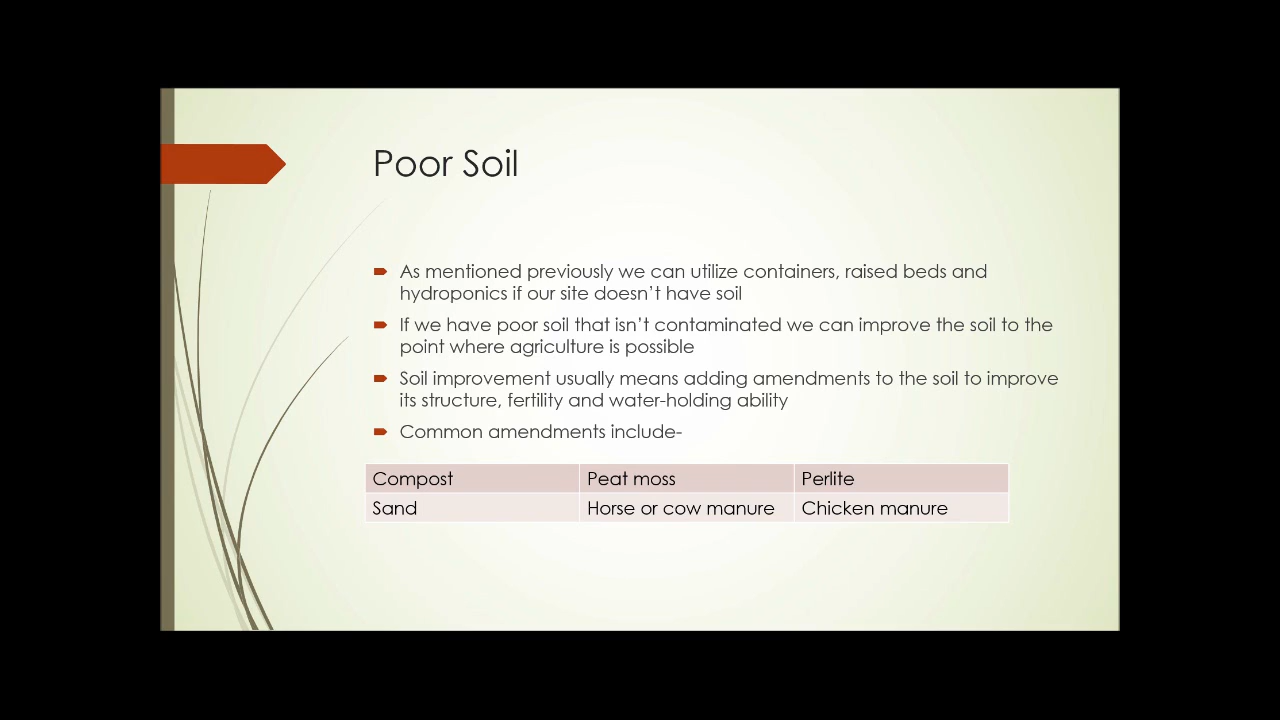 Poor Soil
As mentioned previously we can utilize containers, raised beds and
hydroponics if our site doesn't have soil
If we have poor soil that isn't contaminated we can improve the soil to the
point where agriculture is possible
Soil improvement usually means adding amendments to the soil to improve
its structure, fertility and water-holding ability
Common amendments include-
Compost Peat moss Perlite
Sand Horse or cow manure Chicken manure